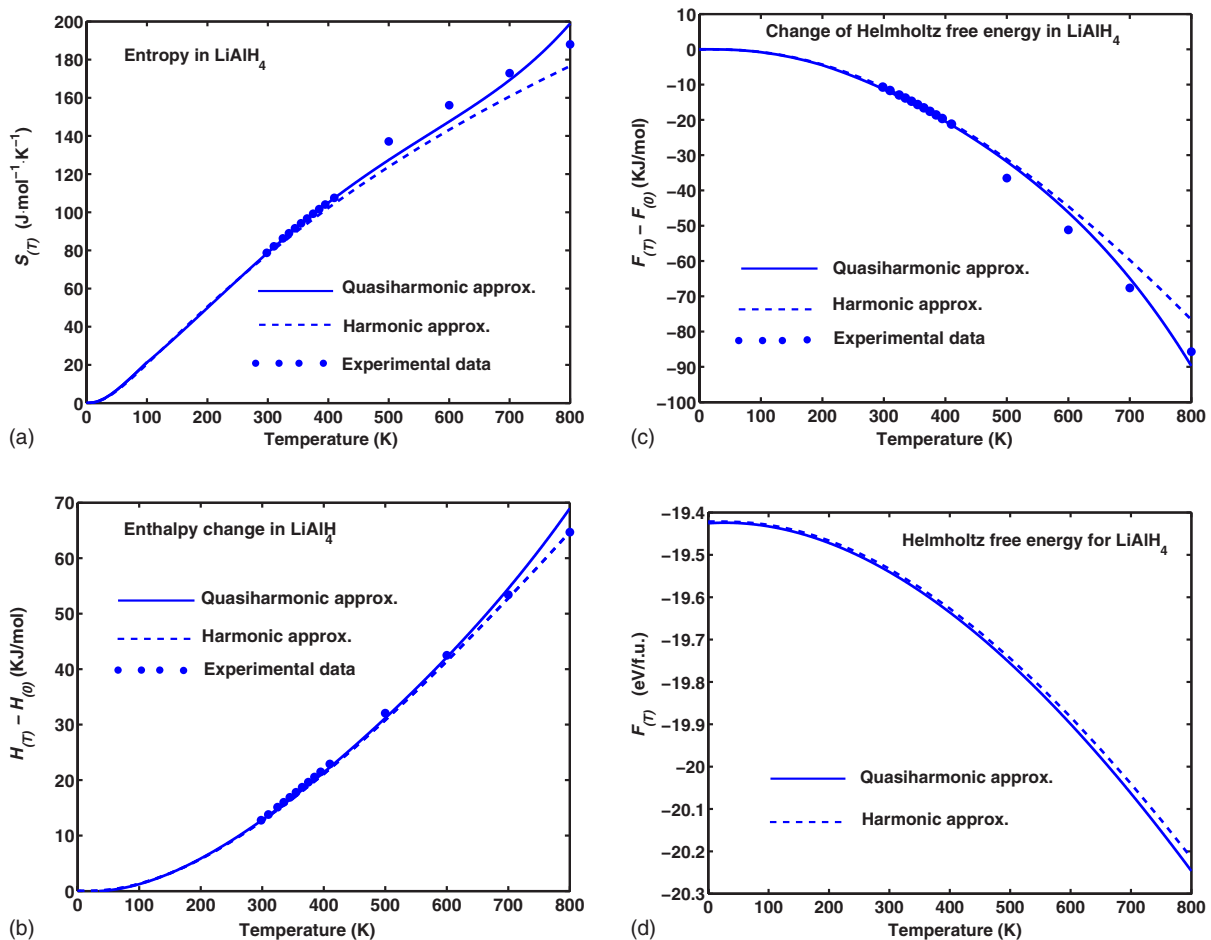 200
180
160
140
120
100
80
60
40
20
0
S(T) (J·mol⁻¹·K⁻¹)
Entropy in LiAlH₄
Quasiharmonic approx.
Harmonic approx.
Experimental data
100 200 300 400 500 600 700 800
Temperature (K)
(a)
10
0
−10
−20
−30
−40
−50
−60
−70
−80
−90
−100
F(T) − F(0) (KJ/mol)
Change of Helmholtz free energy in LiAlH₄
Quasiharmonic approx.
Harmonic approx.
Experimental data
0 100 200 300 400 500 600 700 800
Temperature (K)
(c)
70
60
50
40
30
20
10
0
H(T) − H(0) (KJ/mol)
Enthalpy change in LiAlH₄
Quasiharmonic approx.
Harmonic approx.
Experimental data
0 100 200 300 400 500 600 700 800
Temperature (K)
(b)
−19.4
−19.5
−19.6
−19.7
−19.8
−19.9
−20
−20.1
−20.2
−20.3
F(T) (eV/f.u.)
Helmholtz free energy for LiAlH₄
Quasiharmonic approx.
Harmonic approx.
0 100 200 300 400 500 600 700 800
Temperature (K)
(d)